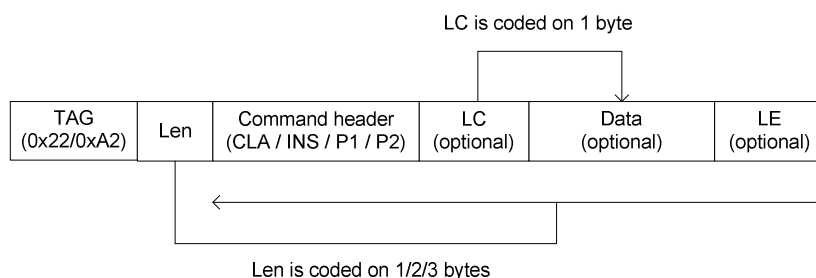 LC is coded on 1 byte
TAG
(0x22/0xA2)
Len
Command header
(CLA / INS / P1 / P2)
LC
(optional)
Data
(optional)
LE
(optional)
Len is coded on 1/2/3 bytes